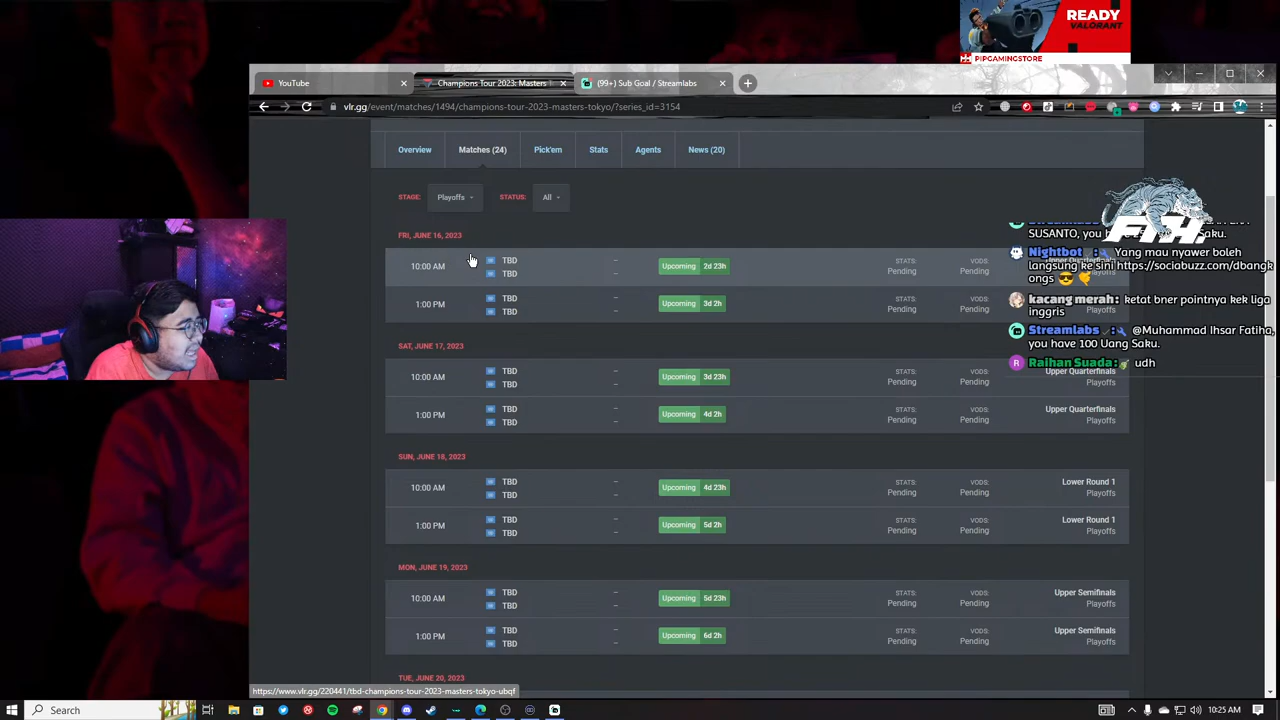 READY
VALORANT
PIPGAMINGSTORE
YouTube
Champions Tour 2023: Masters
(99+) Sub Goal / Streamlabs
vlr.gg/event/matches/1494/champions-tour-2023-masters-tokyo/?series_id=3154
Overview
Matches (24)
Pick'em
Stats
Agents
News (20)
STAGE:
Playoffs
STATUS:
All
FRI, JUNE 16, 2023
10:00 AM
TBD
TBD
–
–
Upcoming 2d 23h
STATS:
Pending
VODS:
Pending
1:00 PM
TBD
TBD
–
–
Upcoming 3d 2h
STATS:
Pending
VODS:
Pending
Playoffs
SAT, JUNE 17, 2023
10:00 AM
TBD
TBD
–
–
Upcoming 3d 23h
STATS:
Pending
VODS:
Pending
Upper Quarterfinals
Playoffs
1:00 PM
TBD
TBD
–
–
Upcoming 4d 2h
STATS:
Pending
VODS:
Pending
Upper Quarterfinals
Playoffs
SUN, JUNE 18, 2023
10:00 AM
TBD
TBD
–
–
Upcoming 4d 23h
STATS:
Pending
VODS:
Pending
Lower Round 1
Playoffs
1:00 PM
TBD
TBD
–
–
Upcoming 5d 2h
STATS:
Pending
VODS:
Pending
Lower Round 1
Playoffs
MON, JUNE 19, 2023
10:00 AM
TBD
TBD
–
–
Upcoming 5d 23h
STATS:
Pending
VODS:
Pending
Upper Semifinals
Playoffs
1:00 PM
TBD
TBD
–
–
Upcoming 6d 2h
STATS:
Pending
VODS:
Pending
Upper Semifinals
Playoffs
TUE, JUNE 20, 2023
SUSANTO, you
Nightbot : Yang mau nyawer boleh
langsung ke sini https://sociabuzz.com/dbangk
ongs
kacang merah: ketat bner pointnya kek liga
inggris
Streamlabs : @Muhammad Ihsar Fatiha,
you have 100 Uang Saku.
Raihan Suada: udh
https://www.vlr.gg/220441/tbd-champions-tour-2023-masters-tokyo-ubqf
Search
10:25 AM